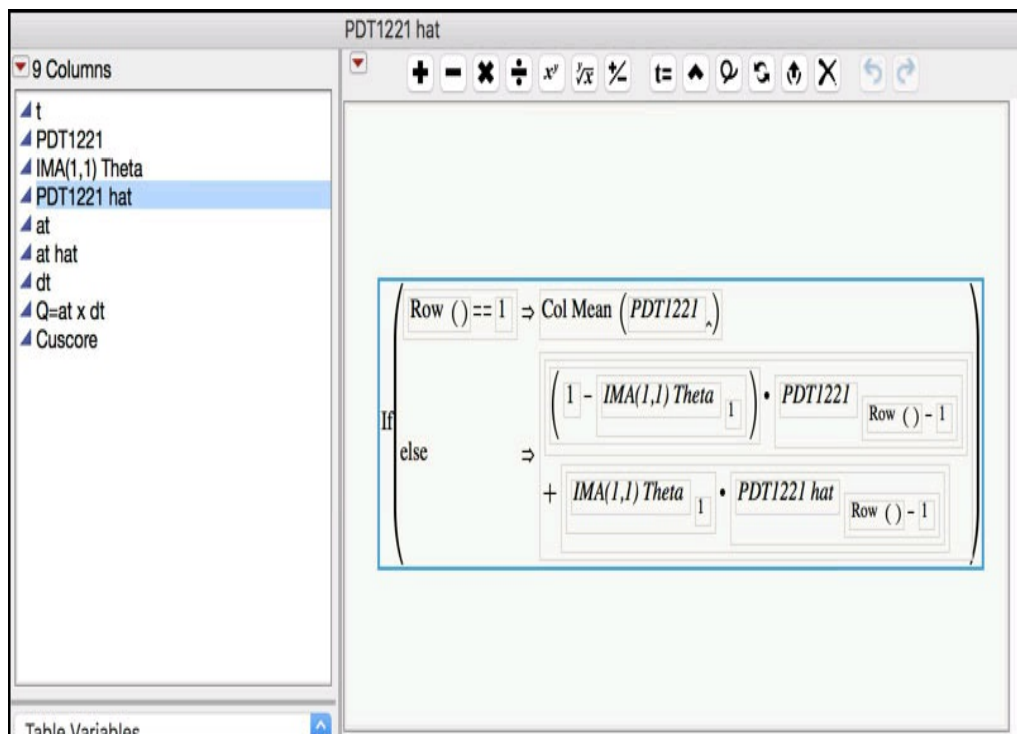 PDT1221 hat
9 Columns
t
PDT1221
IMA(1,1) Theta
PDT1221 hat
at
at hat
dt
Q=at x dt
Cuscore
Table Variables
+ − ✖ ÷ xʸ ʸ√x +/− t=
If
Row () == 1 ⇒ Col Mean (PDT1221)
else ⇒
(1 − IMA(1,1) Theta 1) • PDT1221 Row () − 1
+ IMA(1,1) Theta 1 • PDT1221 hat Row () − 1